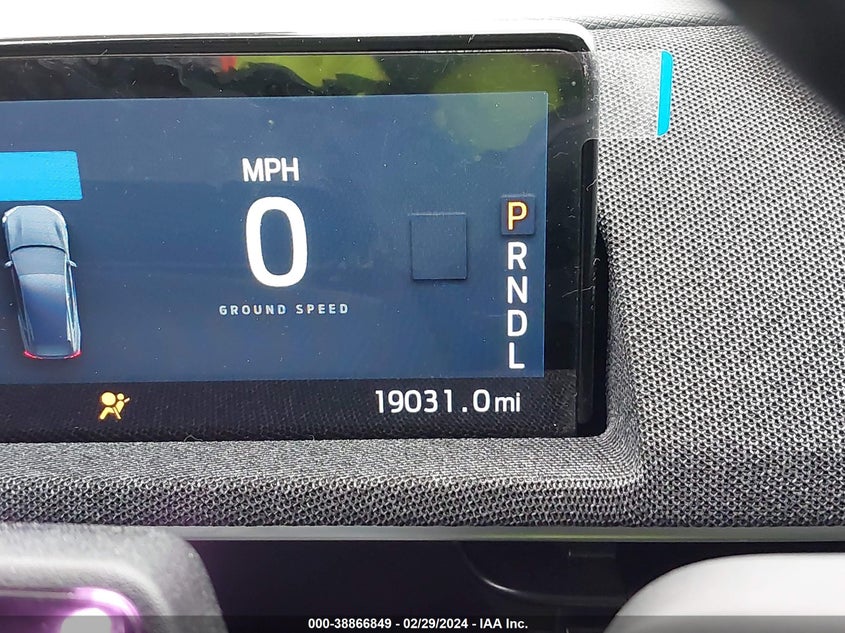 MPH
0
GROUND SPEED
P
R
N
D
L
19031.0mi
000-38866849 - 02/29/2024 - IAA Inc.